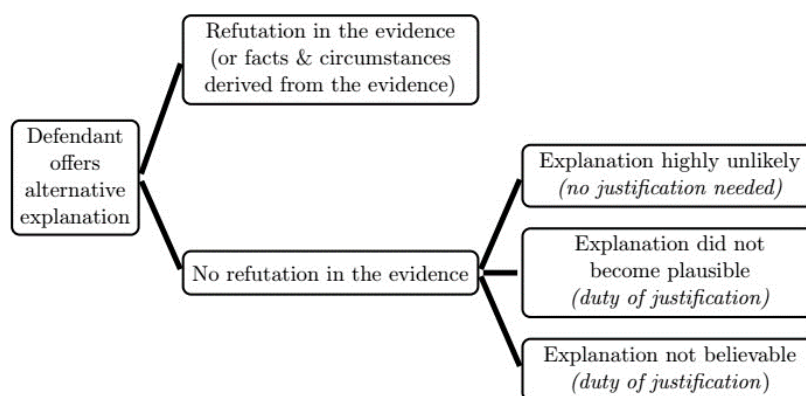 Refutation in the evidence
(or facts & circumstances
derived from the evidence)
Defendant
offers
alternative
explanation
No refutation in the evidence
Explanation highly unlikely
(no justification needed)
Explanation did not
become plausible
(duty of justification)
Explanation not believable
(duty of justification)